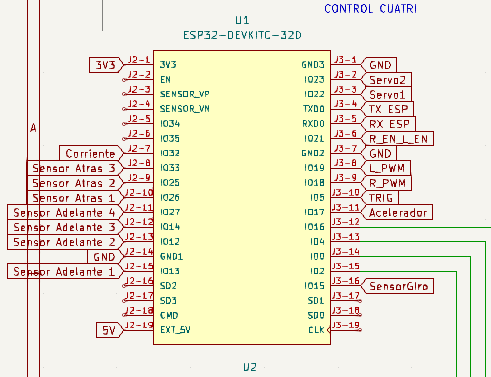 CONTROL CUATRI
U1
ESP32-DEVKITC-32D
3V3 J2-1 3V3 GND3 J3-1 GND
J2-2 EN IO23 J3-2 Servo2
J2-3 SENSOR_VP IO22 J3-3 Servo1
J2-4 SENSOR_VN TXD0 J3-4 TX ESP
J2-5 IO34 RXD0 J3-5 RX ESP
A J2-6 IO35 IO21 J3-6 R_EN_L_EN
Corriente J2-7 IO32 GND2 J3-7 GND
Sensor Atras 3 J2-8 IO33 IO19 J3-8 L_PWM
Sensor Atras 2 J2-9 IO25 IO18 J3-9 R_PWM
Sensor Atras 1 J2-10 IO26 IO5 J3-10 TRIG
Sensor Adelante 4 J2-11 IO27 IO17 J3-11 Acelerador
Sensor Adelante 3 J2-12 IO14 IO16 J3-12
Sensor Adelante 2 J2-13 IO12 IO4 J3-13
GND J2-14 GND1 IO0 J3-14
Sensor Adelante 1 J2-15 IO13 IO2 J3-15
J2-16 SD2 IO15 J3-16 SensorGiro
J2-17 SD3 SD1 J3-17
J2-18 CMD SD0 J3-18
5V J2-19 EXT_5V CLK J3-19
U2